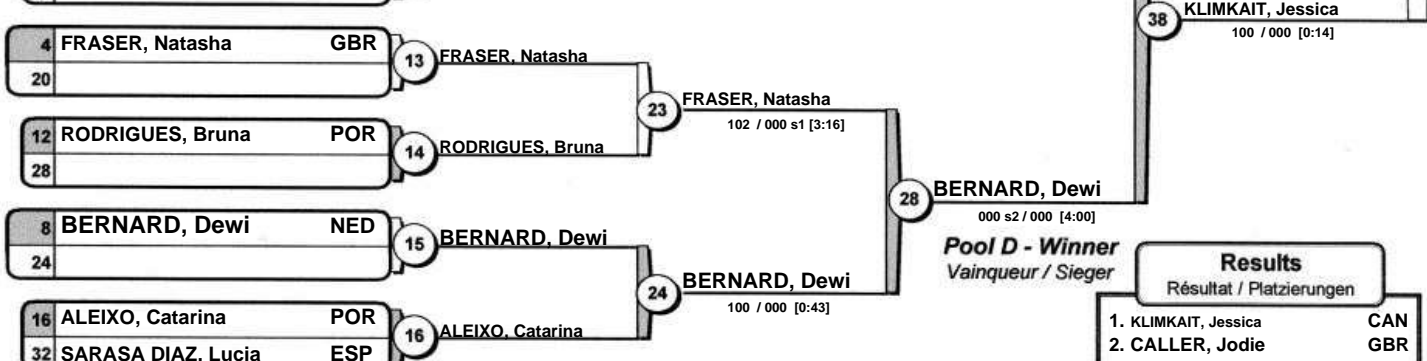 KLIMKAIT, Jessica
38
100 / 000 [0:14]
4 FRASER, Natasha GBR
20
13
FRASER, Natasha
23
FRASER, Natasha
102 / 000 s1 [3:16]
12 RODRIGUES, Bruna POR
28
14
RODRIGUES, Bruna
28
BERNARD, Dewi
000 s2 / 000 [4:00]
8 BERNARD, Dewi NED
24
15
BERNARD, Dewi
24
BERNARD, Dewi
100 / 000 [0:43]
16 ALEIXO, Catarina POR
32 SARASA DIAZ, Lucia ESP
16
ALEIXO, Catarina
Pool D - Winner
Vainqueur / Sieger
Results
Résultat / Platzierungen
1. KLIMKAIT, Jessica CAN
2. CALLER, Jodie GBR